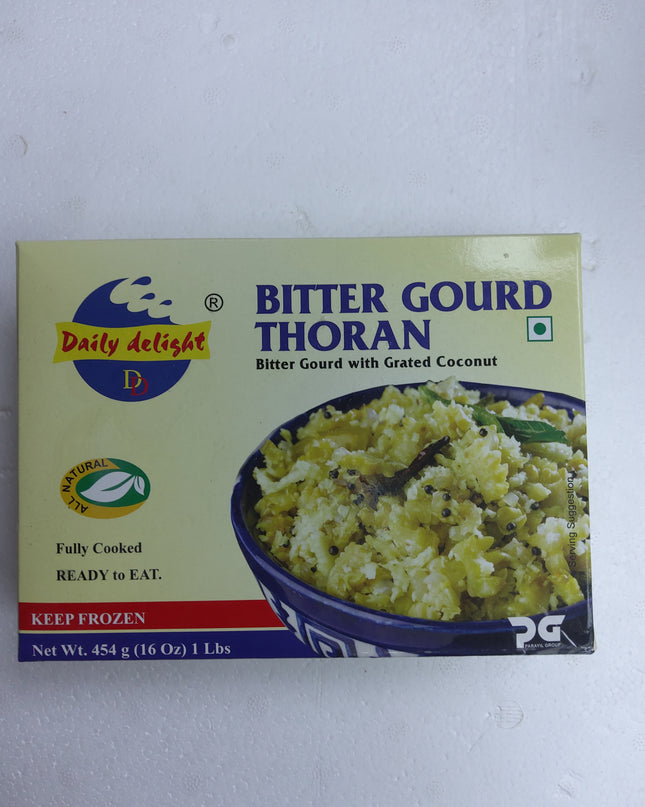 Daily delight
®
DD
BITTER GOURD
THORAN
Bitter Gourd with Grated Coconut
ALL NATURAL
Fully Cooked
READY to EAT.
Serving Suggestion
KEEP FROZEN
Net Wt. 454 g (16 Oz) 1 Lbs
PG
PARAYIL GROUP